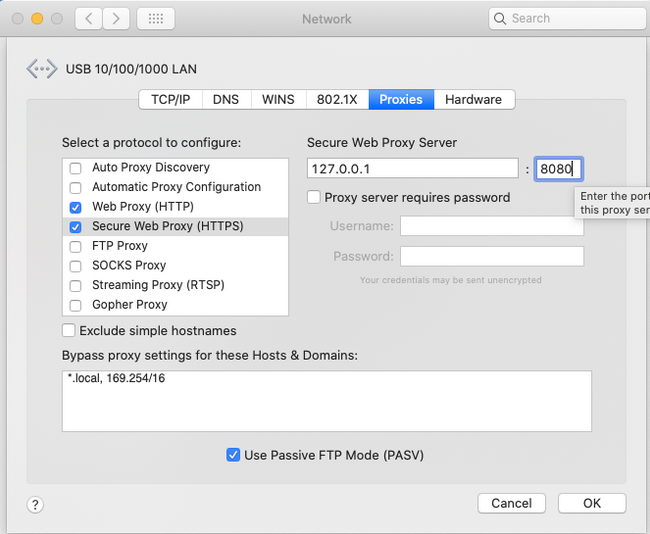 Network
Search
USB 10/100/1000 LAN
TCP/IP DNS WINS 802.1X Proxies Hardware
Select a protocol to configure:
Auto Proxy Discovery
Automatic Proxy Configuration
Web Proxy (HTTP)
Secure Web Proxy (HTTPS)
FTP Proxy
SOCKS Proxy
Streaming Proxy (RTSP)
Gopher Proxy
Secure Web Proxy Server
127.0.0.1 : 8080
Proxy server requires password
Enter the port
this proxy ser
Username:
Password:
Your credentials may be sent unencrypted
Exclude simple hostnames
Bypass proxy settings for these Hosts & Domains:
*.local, 169.254/16
Use Passive FTP Mode (PASV)
? Cancel OK